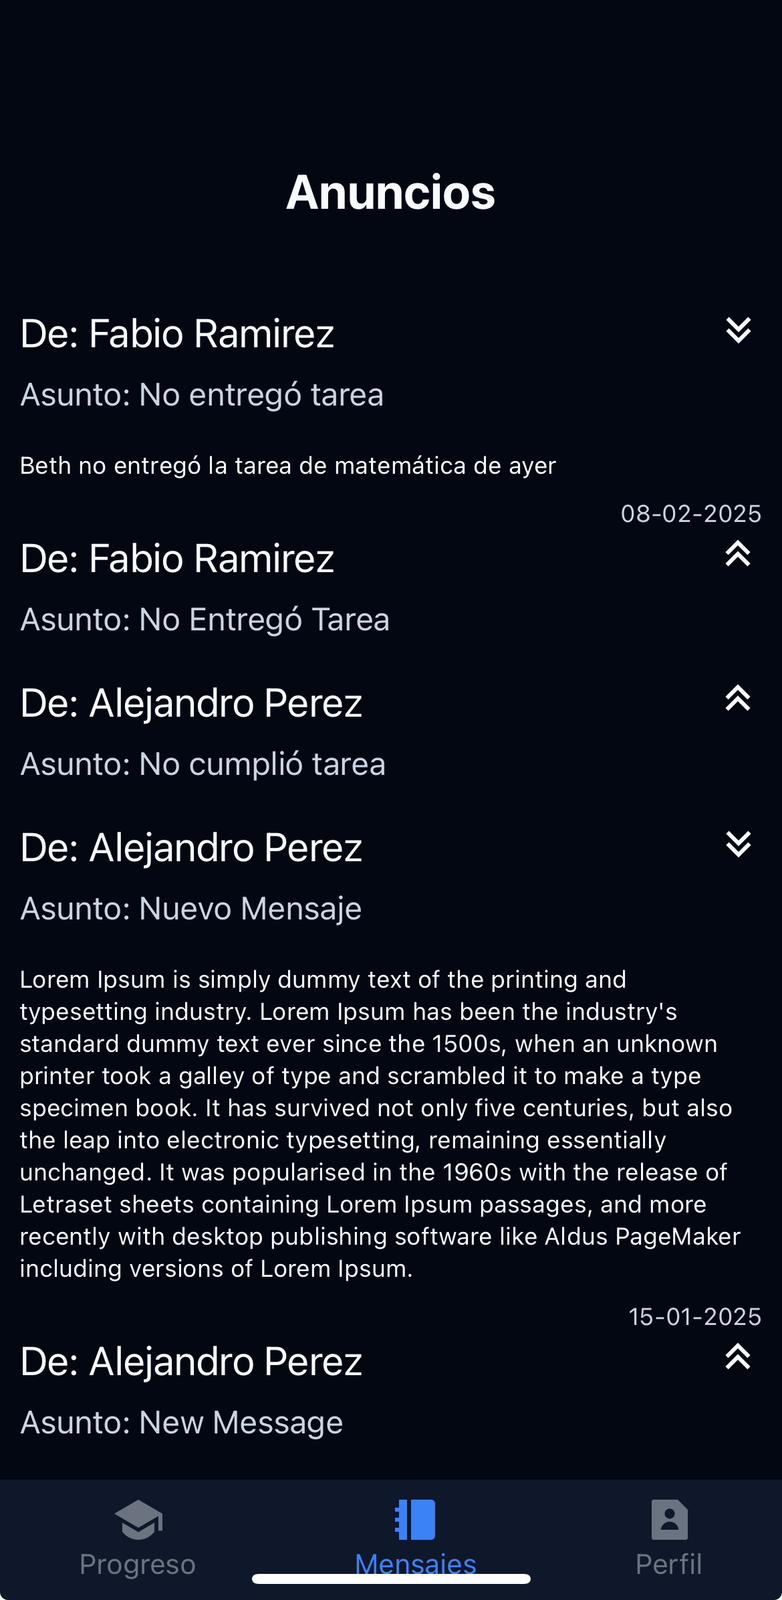 Anuncios
De: Fabio Ramirez
Asunto: No entregó tarea
Beth no entregó la tarea de matemática de ayer
08-02-2025
De: Fabio Ramirez
Asunto: No Entregó Tarea
De: Alejandro Perez
Asunto: No cumplió tarea
De: Alejandro Perez
Asunto: Nuevo Mensaje
Lorem Ipsum is simply dummy text of the printing and
typesetting industry. Lorem Ipsum has been the industry's
standard dummy text ever since the 1500s, when an unknown
printer took a galley of type and scrambled it to make a type
specimen book. It has survived not only five centuries, but also
the leap into electronic typesetting, remaining essentially
unchanged. It was popularised in the 1960s with the release of
Letraset sheets containing Lorem Ipsum passages, and more
recently with desktop publishing software like Aldus PageMaker
including versions of Lorem Ipsum.
15-01-2025
De: Alejandro Perez
Asunto: New Message
Progreso
Mensajes
Perfil